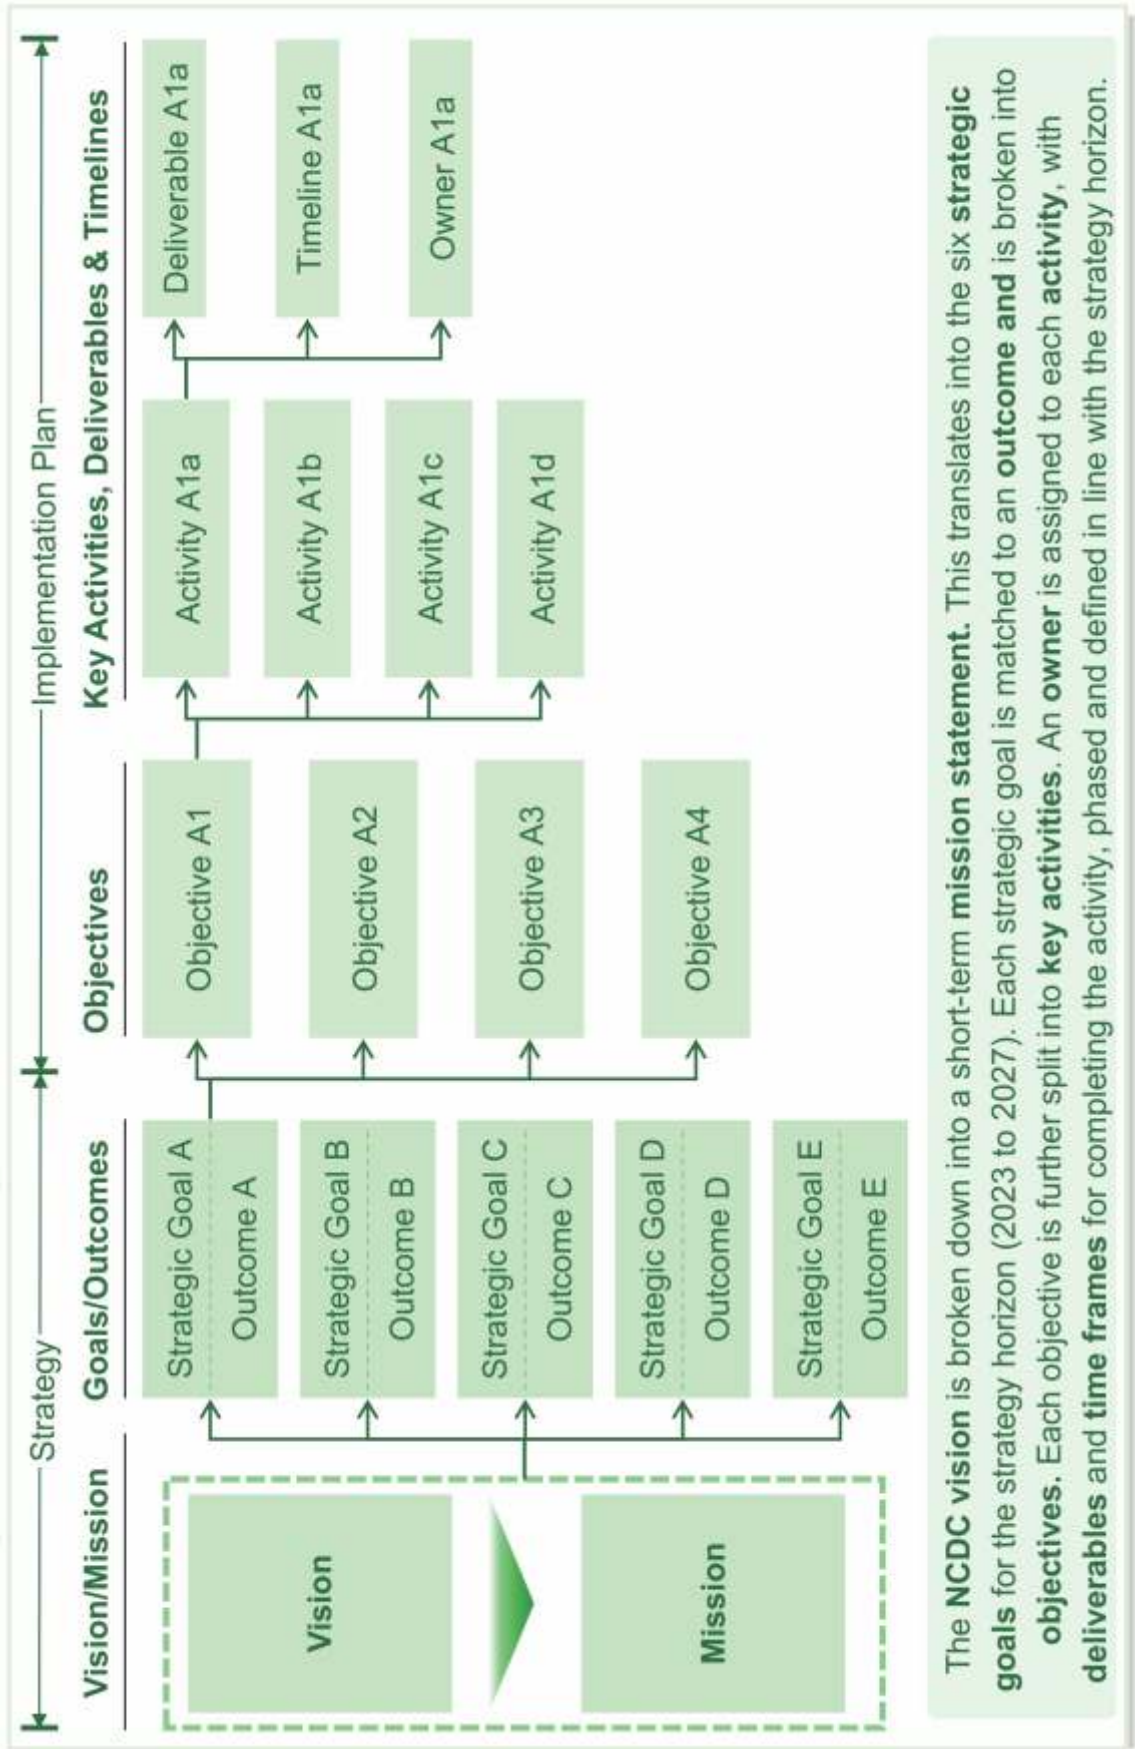 Strategy
Implementation Plan
Vision/Mission
Goals/Outcomes
Objectives
Key Activities, Deliverables & Timelines
Vision
Mission
Strategic Goal A
Outcome A
Strategic Goal B
Outcome B
Strategic Goal C
Outcome C
Strategic Goal D
Outcome D
Strategic Goal E
Outcome E
Objective A1
Objective A2
Objective A3
Objective A4
Activity A1a
Activity A1b
Activity A1c
Activity A1d
Deliverable A1a
Timeline A1a
Owner A1a
The NCDC vision is broken down into a short-term mission statement. This translates into the six strategic
goals for the strategy horizon (2023 to 2027). Each strategic goal is matched to an outcome and is broken into
objectives. Each objective is further split into key activities. An owner is assigned to each activity, with
deliverables and time frames for completing the activity, phased and defined in line with the strategy horizon.